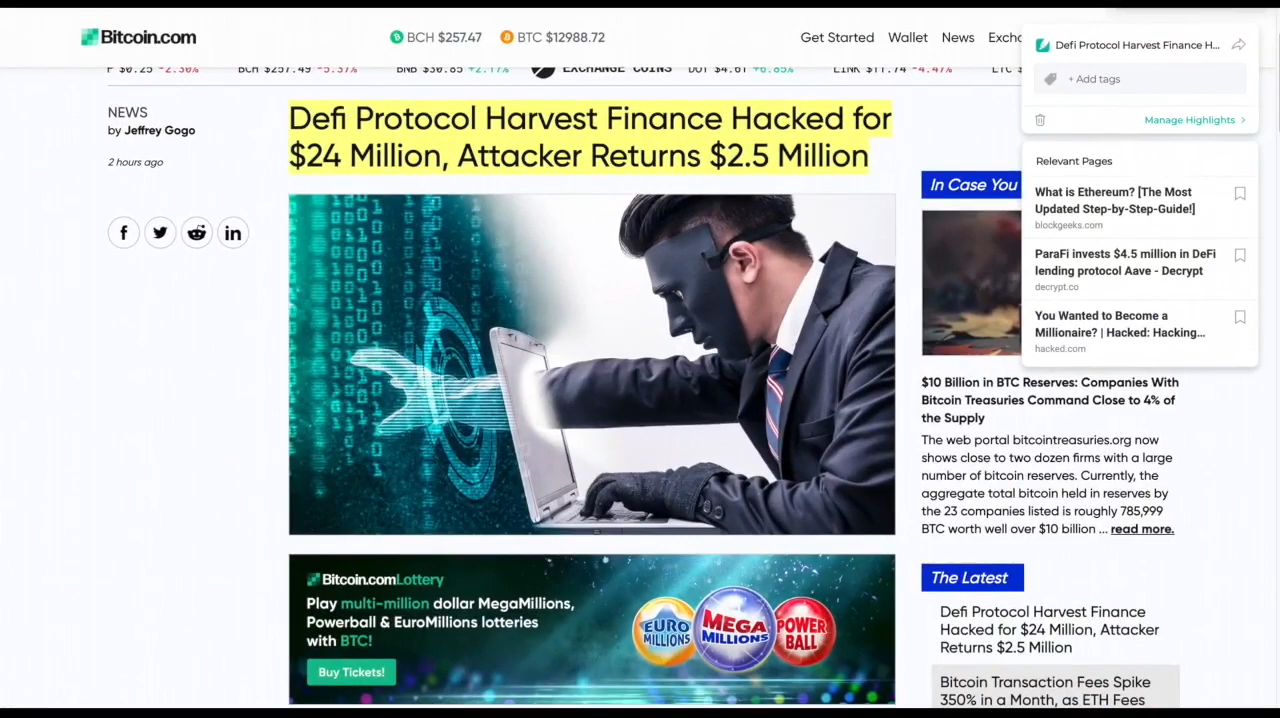 Bitcoin.com
BCH $257.47
BTC $12988.72
Get Started
Wallet
News
P $0.25 -2.30%
BCH $257.49 -5.37%
BNB $30.85 +2.17%
EXCHANGE COINS
DOT $4.61 +6.85%
LINK $11.74 -4.47%
LTC $
NEWS
by Jeffrey Gogo
2 hours ago
Defi Protocol Harvest Finance Hacked for
$24 Million, Attacker Returns $2.5 Million
Bitcoin.com Lottery
Play multi-million dollar MegaMillions,
Powerball & EuroMillions lotteries
with BTC!
Buy Tickets!
EURO
MILLIONS
MEGA
MILLIONS
POWER
BALL
Defi Protocol Harvest Finance H...
+ Add tags
Manage Highlights >
Relevant Pages
What is Ethereum? [The Most
Updated Step-by-Step-Guide!]
blockgeeks.com
ParaFi invests $4.5 million in DeFi
lending protocol Aave - Decrypt
decrypt.co
You Wanted to Become a
Millionaire? | Hacked: Hacking...
hacked.com
In Case You
$10 Billion in BTC Reserves: Companies With
Bitcoin Treasuries Command Close to 4% of
the Supply
The web portal bitcointreasuries.org now
shows close to two dozen firms with a large
number of bitcoin reserves. Currently, the
aggregate total bitcoin held in reserves by
the 23 companies listed is roughly 785,999
BTC worth well over $10 billion ... read more.
The Latest
Defi Protocol Harvest Finance
Hacked for $24 Million, Attacker
Returns $2.5 Million
Bitcoin Transaction Fees Spike
350% in a Month, as ETH Fees